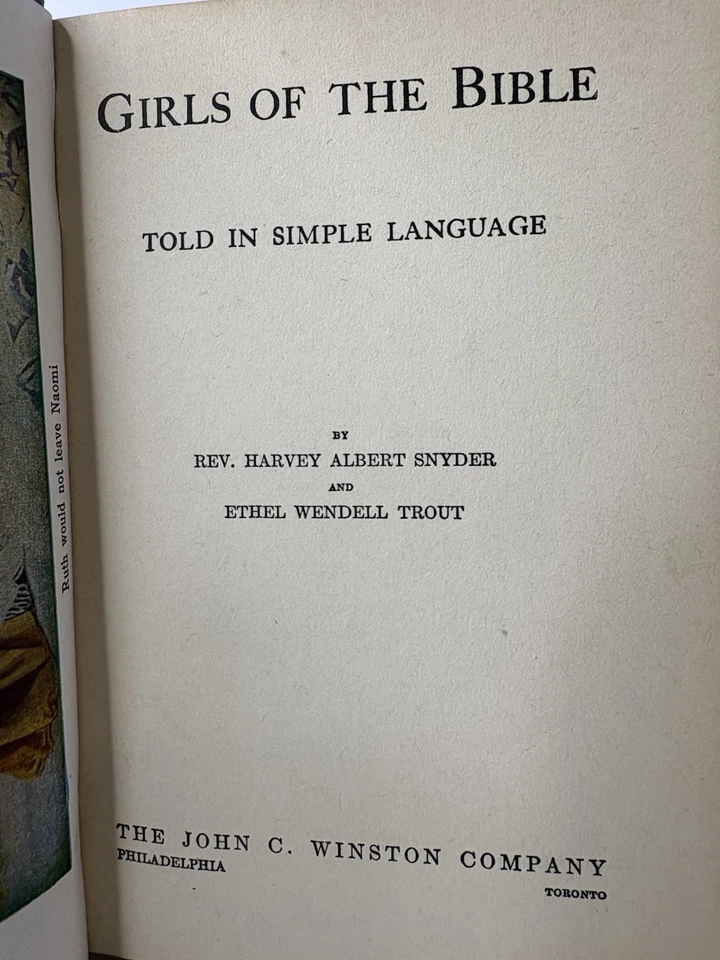 Ruth would not leave Naomi
GIRLS OF THE BIBLE
TOLD IN SIMPLE LANGUAGE
BY
REV. HARVEY ALBERT SNYDER
AND
ETHEL WENDELL TROUT
THE JOHN C. WINSTON COMPANY
PHILADELPHIA TORONTO